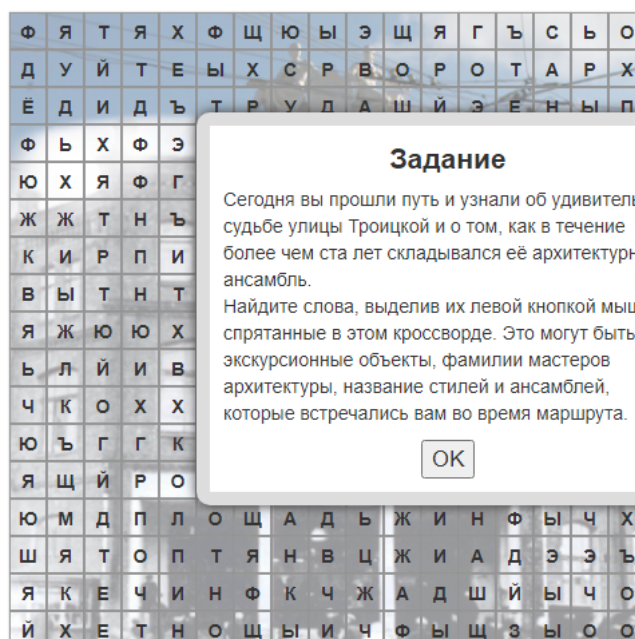 Ф Я Т Я Х Ф Щ Ю Ы Э Щ Я Г Ъ С Ь О
Д У Й Т Е Ы Х С Р В О Р О Т А Р Х
Ё Д И Д Ъ Т Р У Д А Ш Й Э Е Н Ы П
Ф Ь Х Ф Э
Ю Х Я Ф Г
Ж Ж Т Н Ъ
К И Р П И
В Ы Т Н Т
Я Ж Ю Ю Х
Ь Л Й И В
Ч К О Х Х
Ю Ъ Г Г К
Я Щ Й Р О
Задание
Сегодня вы прошли путь и узнали об удивитель
судьбе улицы Троицкой и о том, как в течение
более чем ста лет складывался её архитектурн
ансамбль.
Найдите слова, выделив их левой кнопкой мыш
спрятанные в этом кроссворде. Это могут быть
экскурсионные объекты, фамилии мастеров
архитектуры, название стилей и ансамблей,
которые встречались вам во время маршрута.
OK
Ю М Д П Л О Щ А Д Ь Ж И Н Ф Ы Ч Х
Ш Я Т О П Т Я Н В Ц Ж И А Д Э Э Ъ
Я К Е Ч И Н Ф К Ч Ж А Д Ш Й Ы Ч О
Й Х Е Т Н О Щ Ы И Ч Ф Ы Щ З Ы О О